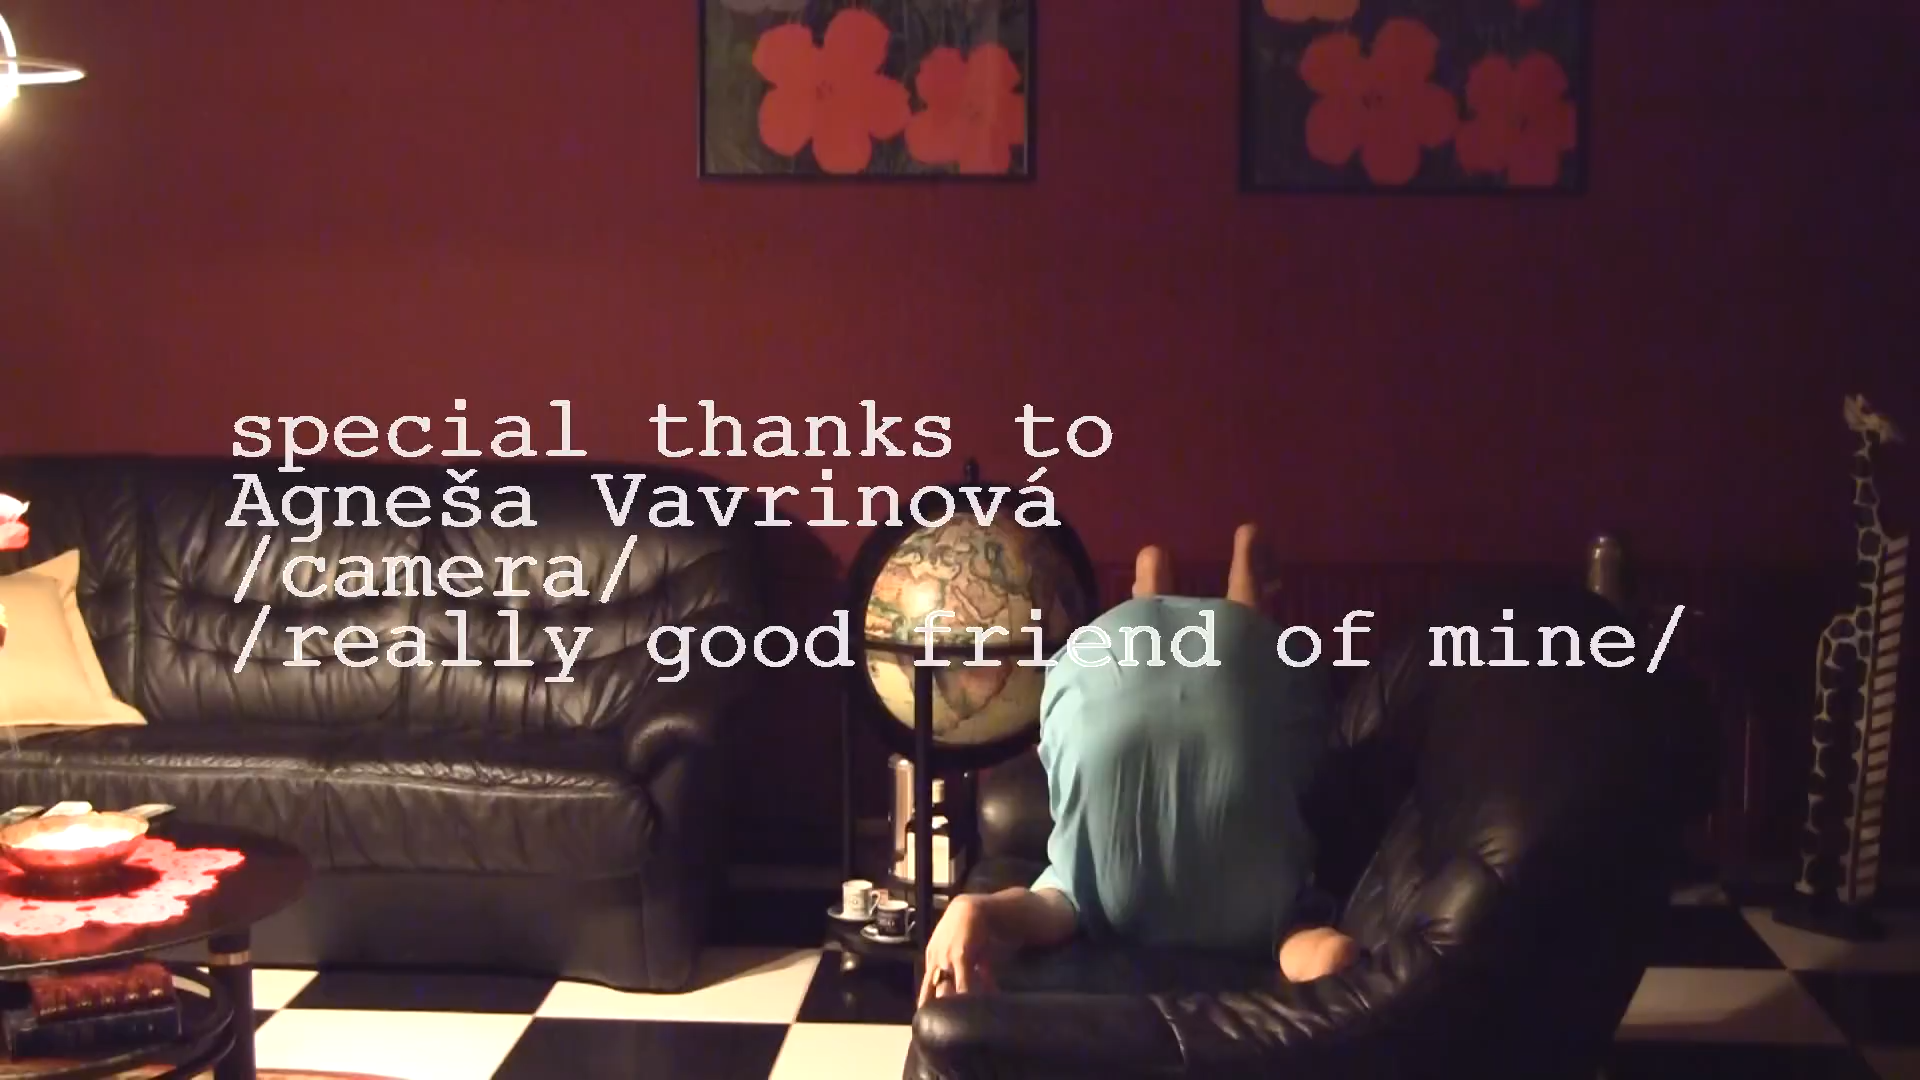 special thanks to
Agneša Vavrinová
/camera/
/really good friend of mine/